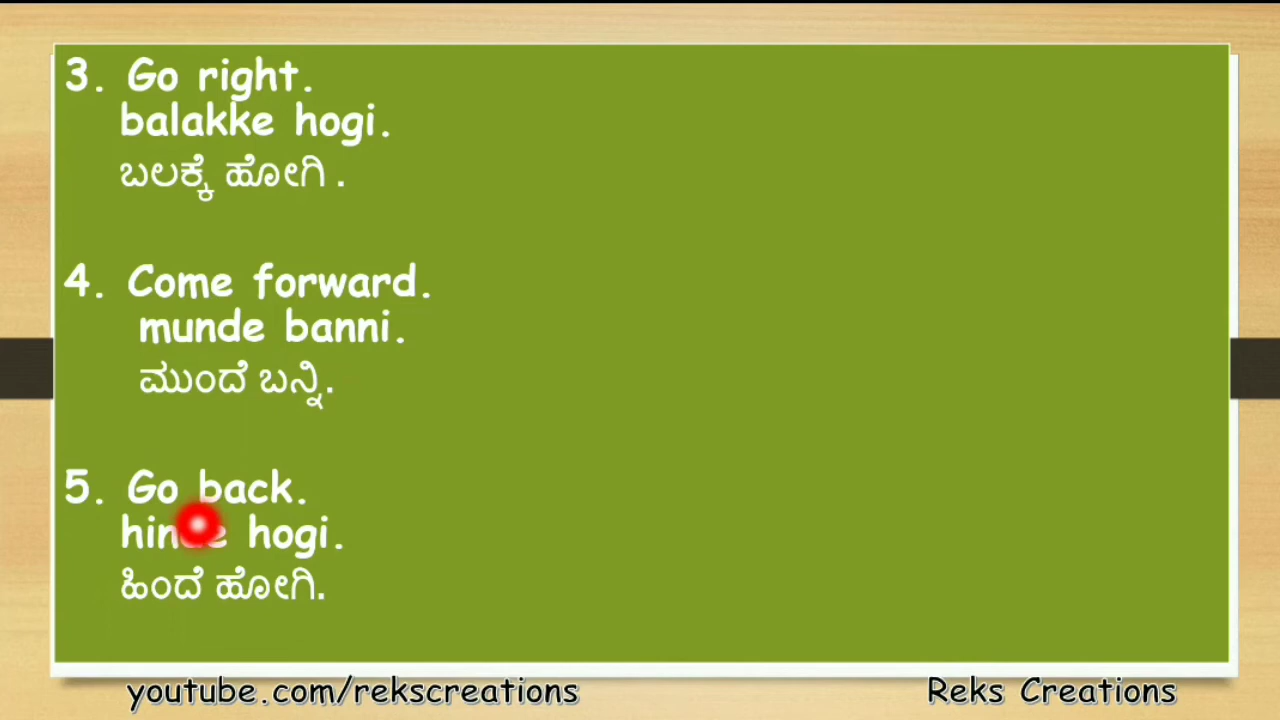 3. Go right.
balakke hogi.
ಬಲಕ್ಕೆ ಹೋಗಿ .
4. Come forward.
munde banni.
ಮುಂದೆ ಬನ್ನಿ.
5. Go back.
hinde hogi.
ಹಿಂದೆ ಹೋಗಿ.
youtube.com/rekscreations
Reks Creations